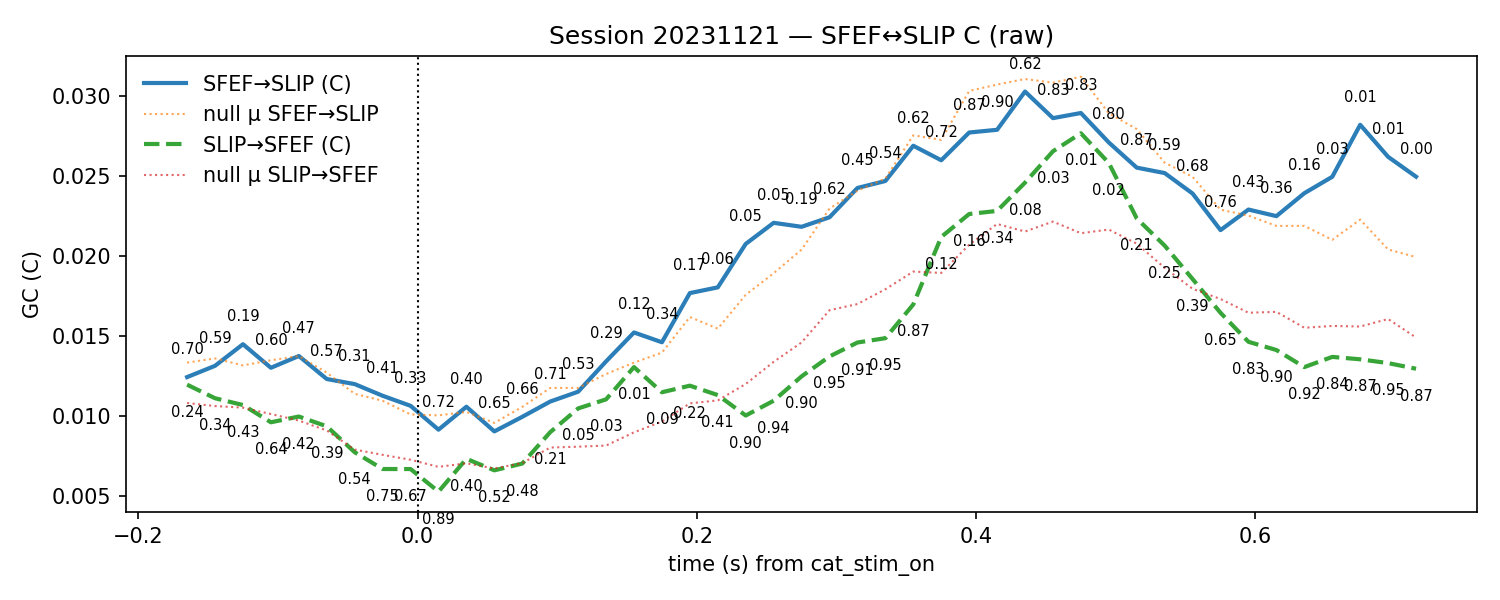 Session 20231121 — SFEF↔SLIP C (raw)
SFEF→SLIP (C)
null μ SFEF→SLIP
SLIP→SFEF (C)
null μ SLIP→SFEF
GC (C)
0.030
0.025
0.020
0.015
0.010
0.005
0.70 0.59 0.19 0.60 0.47 0.57 0.31 0.41 0.33 0.72 0.40 0.65 0.66 0.71 0.53 0.29 0.12 0.34 0.17 0.06 0.05 0.05 0.19 0.62 0.45 0.54 0.62 0.72 0.87 0.90 0.62 0.83 0.83 0.80 0.87 0.59 0.68 0.76 0.43 0.36 0.16 0.03 0.01 0.01 0.00
0.24 0.34 0.43 0.64 0.42 0.39 0.54 0.75 0.67 0.89 0.40 0.52 0.48 0.21 0.05 0.03 0.01 0.09 0.22 0.41 0.90 0.94 0.90 0.95 0.91 0.95 0.87 0.12 0.16 0.34 0.08 0.03 0.01 0.02 0.21 0.25 0.39 0.65 0.83 0.90 0.92 0.84 0.87 0.95 0.87
−0.2 0.0 0.2 0.4 0.6
time (s) from cat_stim_on